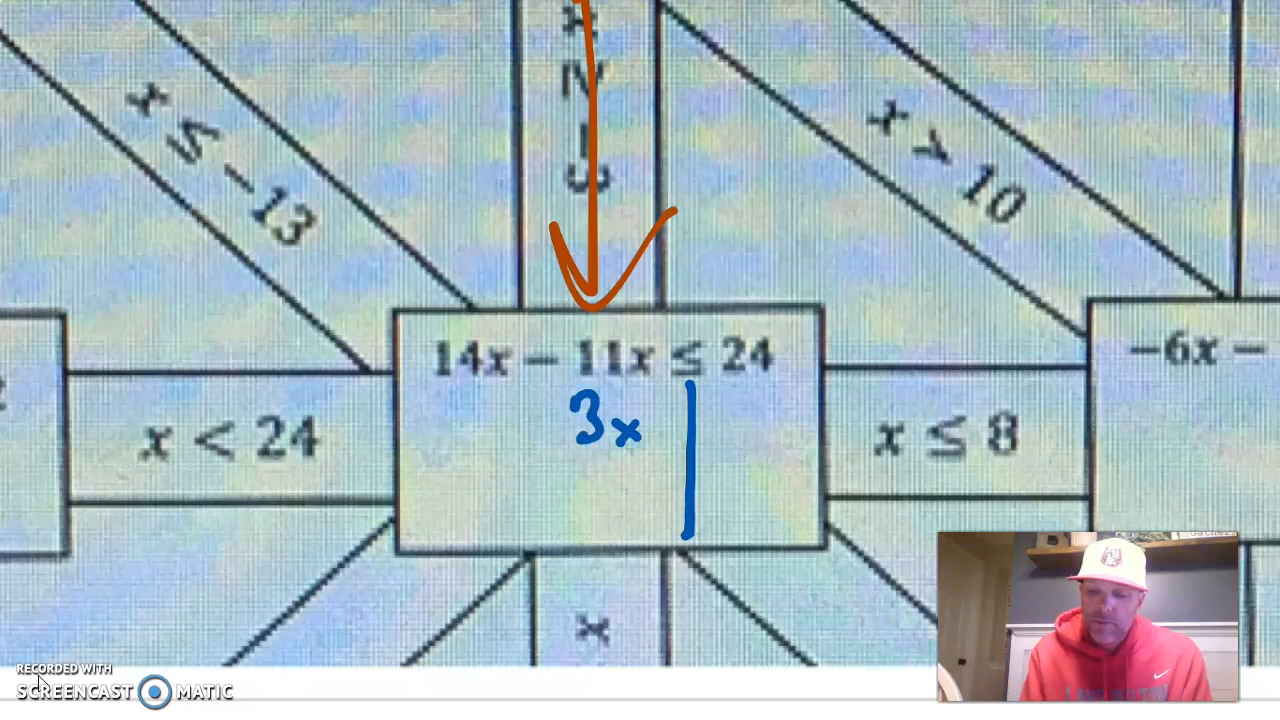 x ≥ -3
x ≤ -13
x > 10
14x - 11x ≤ 24
-6x -
3x
x < 24
x ≤ 8
x
RECORDED WITH
SCREENCAST MATIC